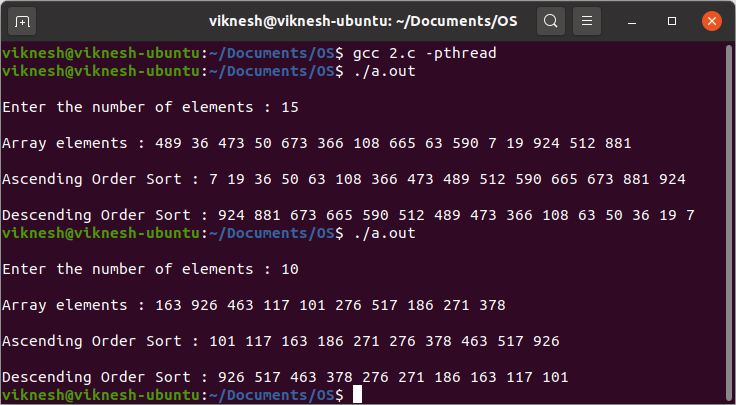 viknesh@viknesh-ubuntu: ~/Documents/OS
viknesh@viknesh-ubuntu:~/Documents/OS$ gcc 2.c -pthread
viknesh@viknesh-ubuntu:~/Documents/OS$ ./a.out
Enter the number of elements : 15
Array elements : 489 36 473 50 673 366 108 665 63 590 7 19 924 512 881
Ascending Order Sort : 7 19 36 50 63 108 366 473 489 512 590 665 673 881 924
Descending Order Sort : 924 881 673 665 590 512 489 473 366 108 63 50 36 19 7
viknesh@viknesh-ubuntu:~/Documents/OS$ ./a.out
Enter the number of elements : 10
Array elements : 163 926 463 117 101 276 517 186 271 378
Ascending Order Sort : 101 117 163 186 271 276 378 463 517 926
Descending Order Sort : 926 517 463 378 276 271 186 163 117 101
viknesh@viknesh-ubuntu:~/Documents/OS$